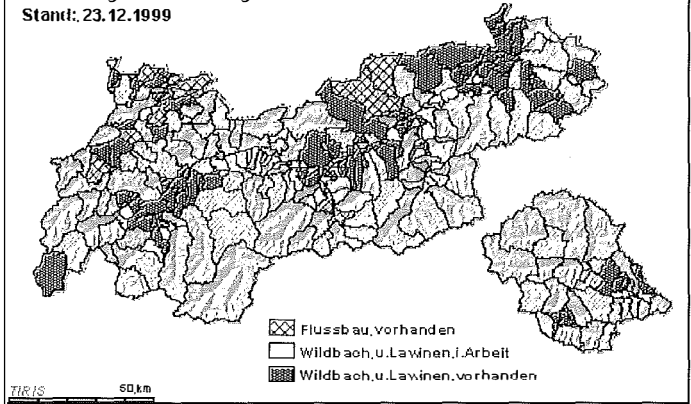 Stand:, 23.12.1999
Flussbau, vorhanden
Wildbach, u. Lawinen, i. Arbeit
Wildbach, u. Lawinen, vorhanden
TIRIS 50, km